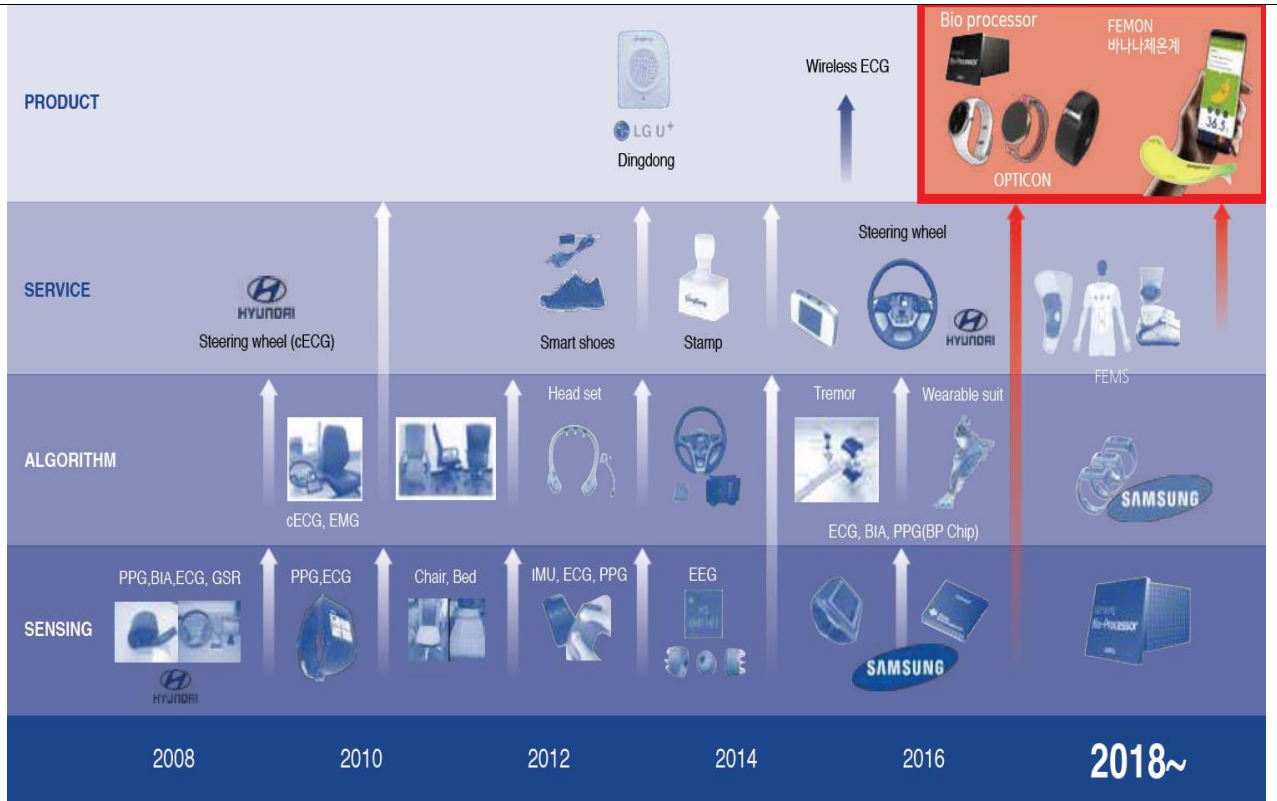 Bio processor
FEMON
바나나체온계
36.5
OPTICON
Wireless ECG
PRODUCT
LG U+
Dingdong
Steering wheel
SERVICE
HYUNDAI
Steering wheel (cECG)
Smart shoes
Stamp
HYUNDAI
FEMS
Head set
Tremor
Wearable suit
ALGORITHM
SAMSUNG
cECG, EMG
ECG, BIA, PPG(BP Chip)
PPG,BIA,ECG, GSR
PPG,ECG
Chair, Bed
IMU, ECG, PPG
EEG
SENSING
Bio-Processor
SAMSUNG
HYUNDAI
2008
2010
2012
2014
2016
2018~